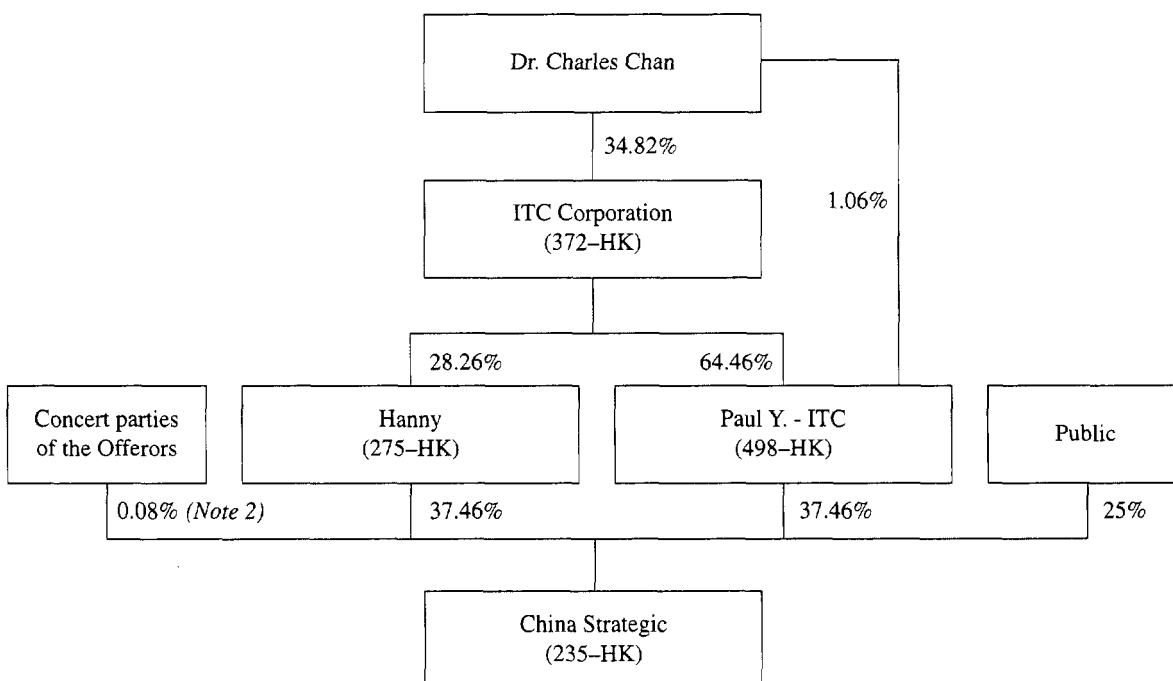 Dr. Charles Chan
34.82%
ITC Corporation
(372–HK)
1.06%
28.26%
64.46%
Concert parties
of the Offerors
Hanny
(275–HK)
Paul Y. - ITC
(498–HK)
Public
0.08% (Note 2)
37.46%
37.46%
25%
China Strategic
(235–HK)